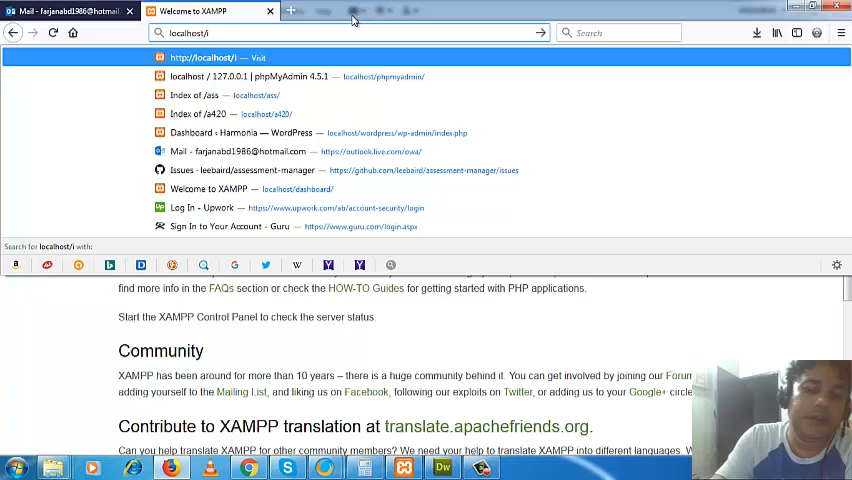 Mail - farjanabd1986@hotmail
Welcome to XAMPP
localhost/i
Search
http://localhost/i — Visit
localhost / 127.0.0.1 | phpMyAdmin 4.5.1 — localhost/phpmyadmin/
Index of /ass — localhost/ass/
Index of /a420 — localhost/a420/
Dashboard ‹ Harmonia — WordPress — localhost/wordpress/wp-admin/index.php
Mail - farjanabd1986@hotmail.com — https://outlook.live.com/owa/
Issues · leebaird/assessment-manager — https://github.com/leebaird/assessment-manager/issues
Welcome to XAMPP — localhost/dashboard/
Up Log In - Upwork — https://www.upwork.com/ab/account-security/login
Sign In to Your Account - Guru — https://www.guru.com/login.aspx
Search for localhost/i with:
find more info in the FAQs section or check the HOW-TO Guides for getting started with PHP applications.
Start the XAMPP Control Panel to check the server status.
Community
XAMPP has been around for more than 10 years – there is a huge community behind it. You can get involved by joining our Forum
adding yourself to the Mailing List, and liking us on Facebook, following our exploits on Twitter, or adding us to your Google+ circle
Contribute to XAMPP translation at translate.apachefriends.org.
Can you help translate XAMPP for other community members? We need your help to translate XAMPP into different languages. W
Dw